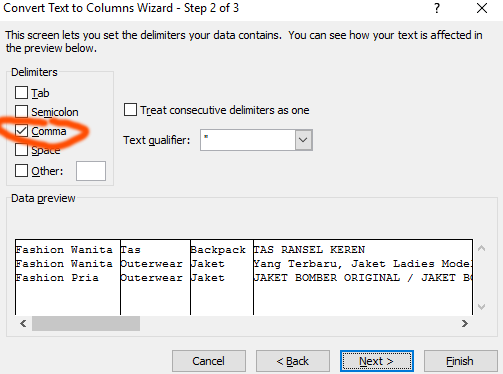 Convert Text to Columns Wizard - Step 2 of 3
?
This screen lets you set the delimiters your data contains. You can see how your text is affected in
the preview below.
Delimiters
Tab
Semicolon
Comma
Space
Other:
Treat consecutive delimiters as one
Text qualifier: "
Data preview
Fashion Wanita Tas Backpack TAS RANSEL KEREN
Fashion Wanita Outerwear Jaket Yang Terbaru, Jaket Ladies Mode
Fashion Pria Outerwear Jaket JAKET BOMBER ORIGINAL / JAKET BO
Cancel < Back Next > Finish